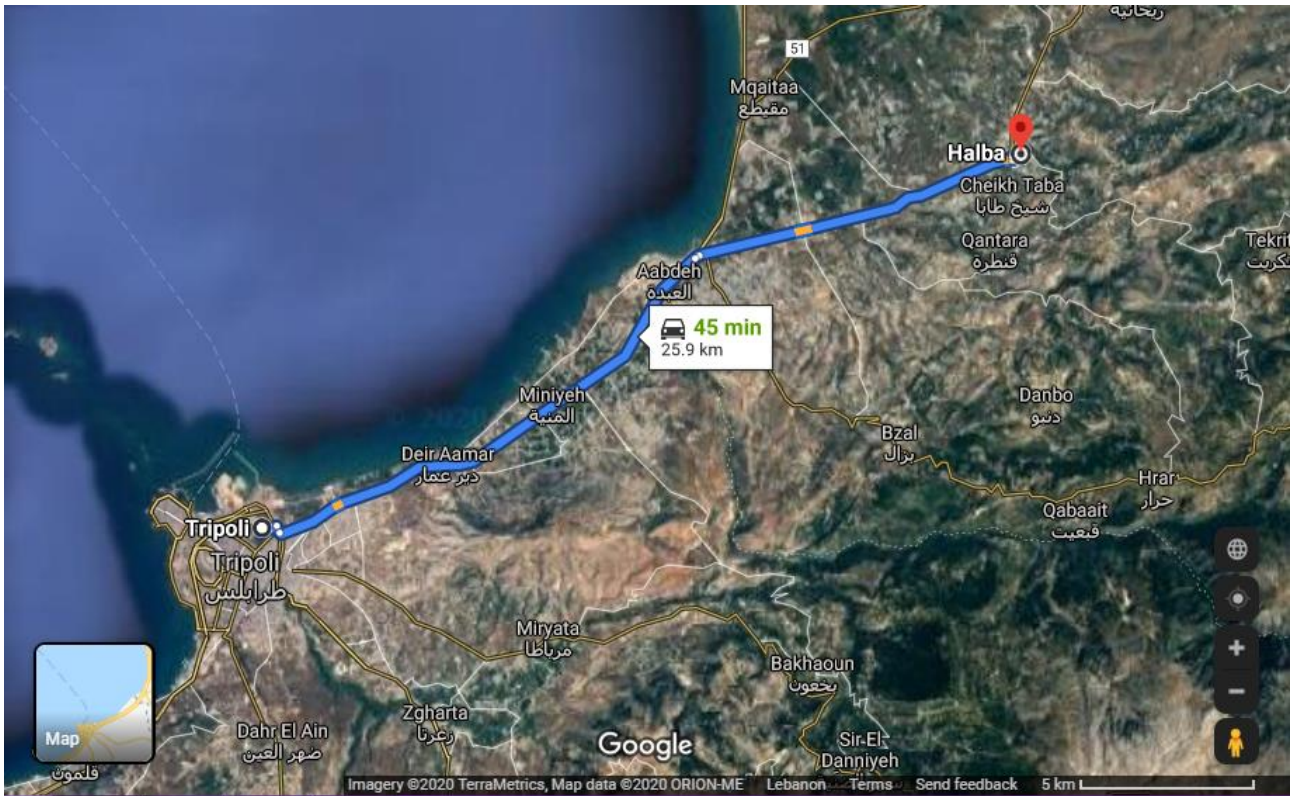 ريحانية
51
Mqaitaa
مقيطع
Halba
Cheikh Taba
شيخ طابا
Qantara
قنطرة
Tekrit
تكريت
Aabdeh
العبدة
45 min
25.9 km
Miniyeh
المنية
Danbo
دنبو
Bzal
بزال
Deir Aamar
دير عمار
Hrar
حرار
Qabaait
قبعيت
Tripoli
Tripoli
طرابلس
Miryata
مرياطا
Bakhaoun
بخعون
Zgharta
زغرتا
Dahr El Ain
ضهر العين
Map
قلمون
Google
Sir-El-
Danniyeh
Imagery ©2020 TerraMetrics, Map data ©2020 ORION-ME Lebanon Terms Send feedback 5 km